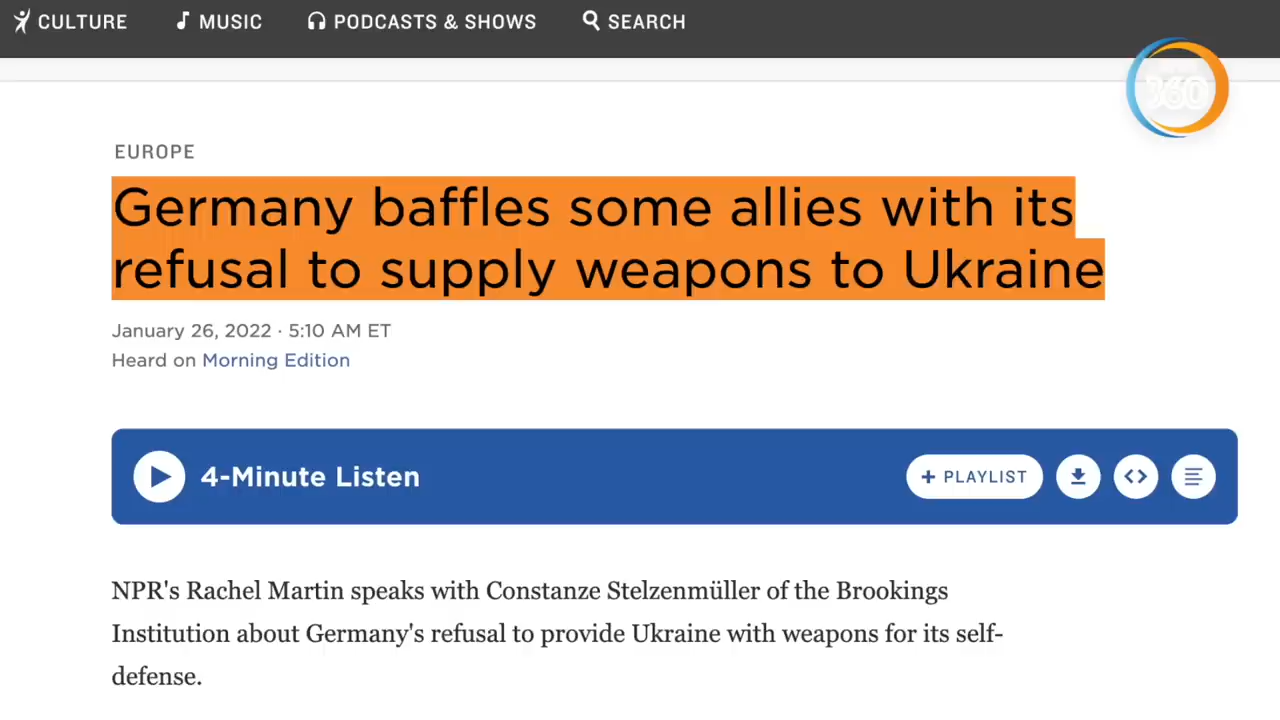 CULTURE MUSIC PODCASTS & SHOWS SEARCH
360
EUROPE
Germany baffles some allies with its
refusal to supply weapons to Ukraine
January 26, 2022 · 5:10 AM ET
Heard on Morning Edition
4-Minute Listen + PLAYLIST
NPR's Rachel Martin speaks with Constanze Stelzenmüller of the Brookings
Institution about Germany's refusal to provide Ukraine with weapons for its self-
defense.